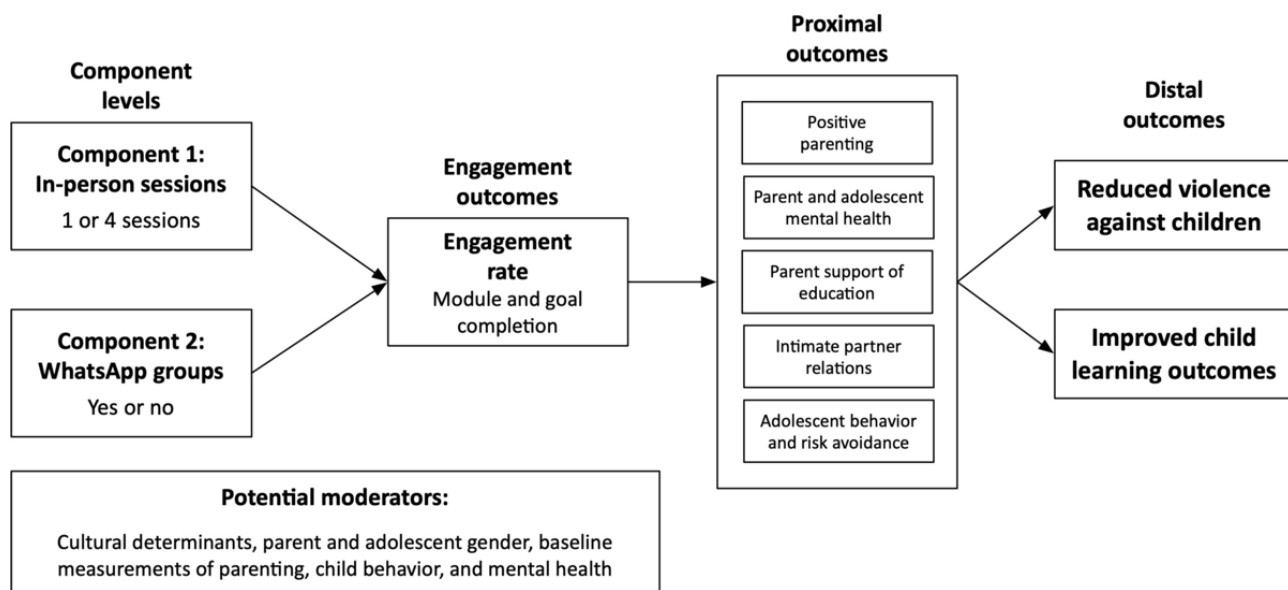 Component
levels
Component 1:
In-person sessions
1 or 4 sessions
Component 2:
WhatsApp groups
Yes or no
Engagement
outcomes
Engagement
rate
Module and goal
completion
Proximal
outcomes
Positive
parenting
Parent and adolescent
mental health
Parent support of
education
Intimate partner
relations
Adolescent behavior
and risk avoidance
Distal
outcomes
Reduced violence
against children
Improved child
learning outcomes
Potential moderators:
Cultural determinants, parent and adolescent gender, baseline
measurements of parenting, child behavior, and mental health